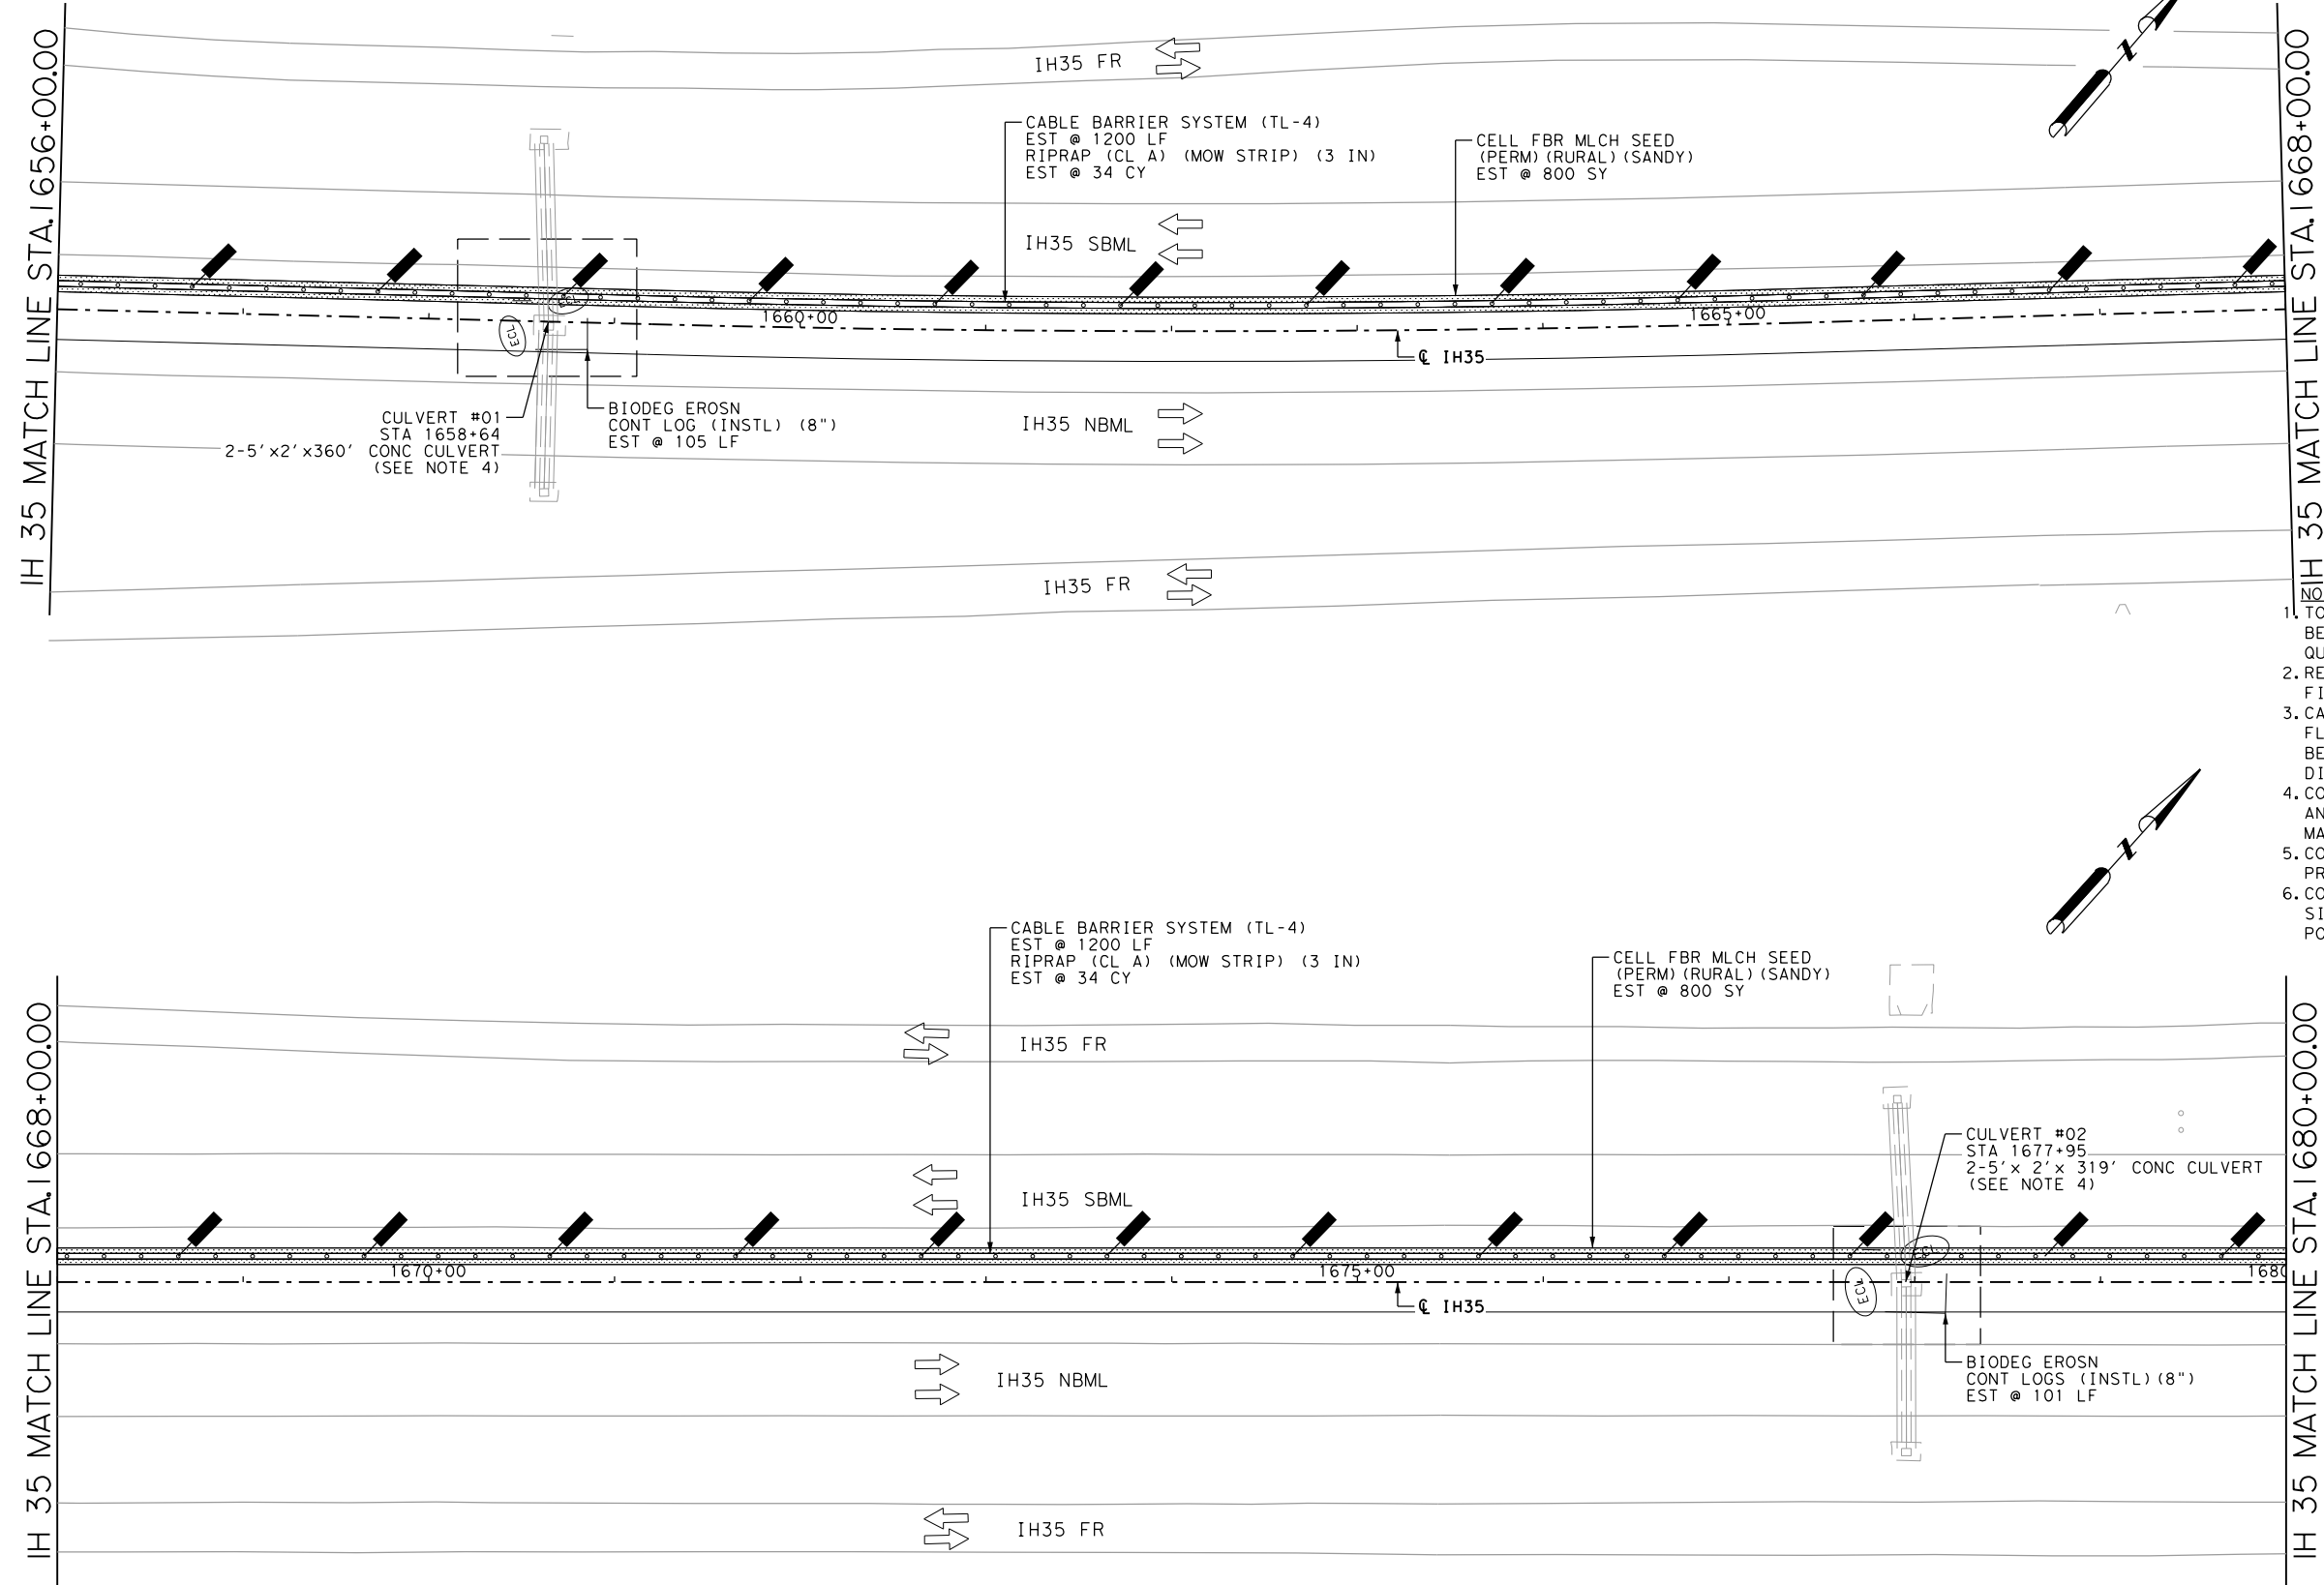 IH 35 MATCH LINE STA.1656+00.00
IH35 FR
CABLE BARRIER SYSTEM (TL-4)
EST @ 1200 LF
RIPRAP (CL A) (MOW STRIP) (3 IN)
EST @ 34 CY
CELL FBR MLCH SEED
(PERM)(RURAL)(SANDY)
EST @ 800 SY
IH35 SBML
N
ECL
ECL
1660+00
1665+00
℄ IH35
CULVERT #01
STA 1658+64
2-5'x2'x360' CONC CULVERT
(SEE NOTE 4)
BIODEG EROSN
CONT LOG (INSTL) (8")
EST @ 105 LF
IH35 NBML
IH35 FR
IH 35 MATCH LINE STA.1668+00.00
NO
1. TO
BE
QU
2. RE
FI
3. CA
FL
BE
DI
4. CO
AN
MA
5. CO
PR
6. CO
SI
PO
N
IH 35 MATCH LINE STA.1668+00.00
CABLE BARRIER SYSTEM (TL-4)
EST @ 1200 LF
RIPRAP (CL A) (MOW STRIP) (3 IN)
EST @ 34 CY
CELL FBR MLCH SEED
(PERM)(RURAL)(SANDY)
EST @ 800 SY
IH35 FR
IH35 SBML
CULVERT #02
STA 1677+95
2-5'x 2'x 319' CONC CULVERT
(SEE NOTE 4)
ECL
ECL
1670+00
1675+00
1680
℄ IH35
BIODEG EROSN
CONT LOGS (INSTL)(8")
EST @ 101 LF
IH35 NBML
IH35 FR
IH 35 MATCH LINE STA.1680+00.00